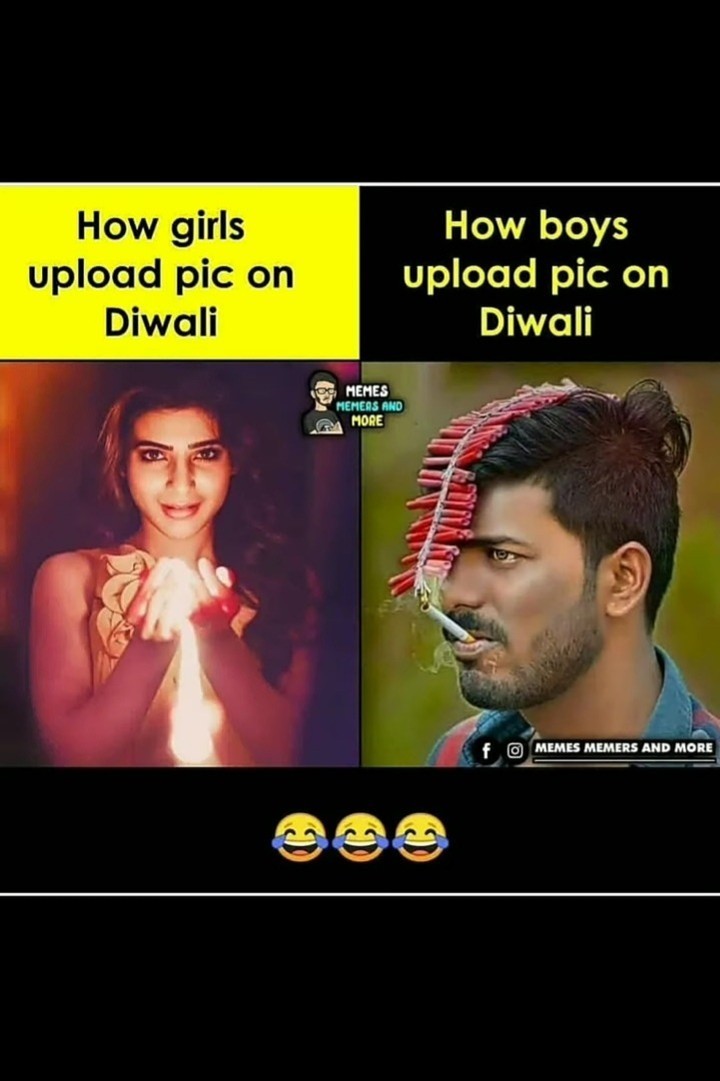 How girls
upload pic on
Diwali
How boys
upload pic on
Diwali
MEMES
MEMERS AND
MORE
f MEMES MEMERS AND MORE